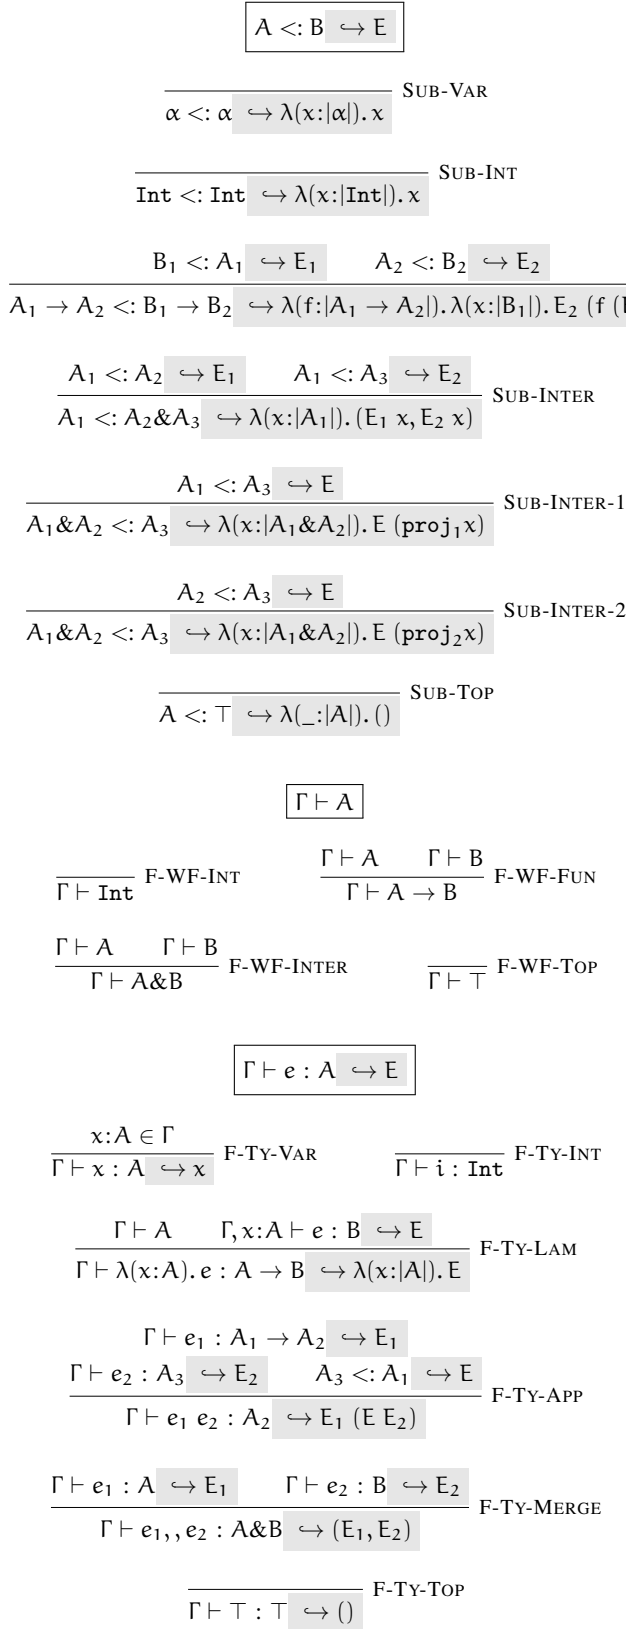 A <: B ↪ E
SUB-VAR
α <: α ↪ λ(x:|α|). x
SUB-INT
Int <: Int ↪ λ(x:|Int|). x
B₁ <: A₁ ↪ E₁ A₂ <: B₂ ↪ E₂
A₁ → A₂ <: B₁ → B₂ ↪ λ(f:|A₁ → A₂|). λ(x:|B₁|). E₂ (f (
A₁ <: A₂ ↪ E₁ A₁ <: A₃ ↪ E₂
SUB-INTER
A₁ <: A₂&A₃ ↪ λ(x:|A₁|). (E₁ x, E₂ x)
A₁ <: A₃ ↪ E
SUB-INTER-1
A₁&A₂ <: A₃ ↪ λ(x:|A₁&A₂|). E (proj₁x)
A₂ <: A₃ ↪ E
SUB-INTER-2
A₁&A₂ <: A₃ ↪ λ(x:|A₁&A₂|). E (proj₂x)
SUB-TOP
A <: ⊤ ↪ λ(_:|A|). ()
Γ ⊢ A
Γ ⊢ A Γ ⊢ B
F-WF-INT F-WF-FUN
Γ ⊢ Int Γ ⊢ A → B
Γ ⊢ A Γ ⊢ B
F-WF-INTER F-WF-TOP
Γ ⊢ A&B Γ ⊢ ⊤
Γ ⊢ e : A ↪ E
x:A ∈ Γ
F-TY-VAR F-TY-INT
Γ ⊢ x : A ↪ x Γ ⊢ i : Int
Γ ⊢ A Γ, x:A ⊢ e : B ↪ E
F-TY-LAM
Γ ⊢ λ(x:A). e : A → B ↪ λ(x:|A|). E
Γ ⊢ e₁ : A₁ → A₂ ↪ E₁
Γ ⊢ e₂ : A₃ ↪ E₂ A₃ <: A₁ ↪ E
F-TY-APP
Γ ⊢ e₁ e₂ : A₂ ↪ E₁ (E E₂)
Γ ⊢ e₁ : A ↪ E₁ Γ ⊢ e₂ : B ↪ E₂
F-TY-MERGE
Γ ⊢ e₁,,e₂ : A&B ↪ (E₁, E₂)
F-TY-TOP
Γ ⊢ ⊤ : ⊤ ↪ ()